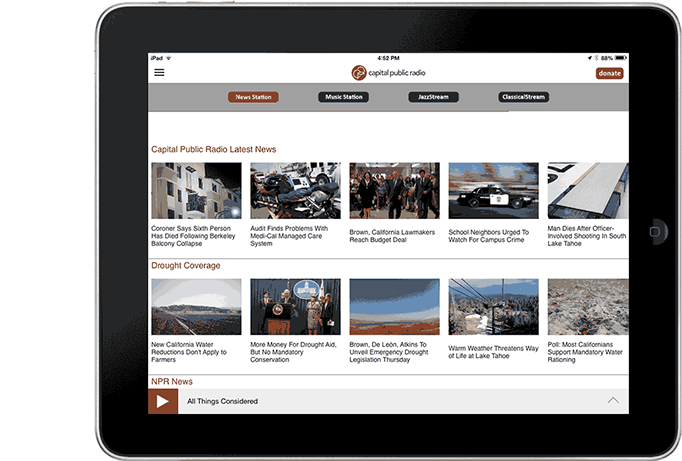 iPad 4:52 PM 88%
capital public radio donate
News Station Music Station JazzStream ClassicalStream
Capital Public Radio Latest News
Coroner Says Sixth Person
Has Died Following Berkeley
Balcony Collapse
Audit Finds Problems With
Medi-Cal Managed Care
System
Brown, California Lawmakers
Reach Budget Deal
School Neighbors Urged To
Watch For Campus Crime
Man Dies After Officer-
Involved Shooting In South
Lake Tahoe
Drought Coverage
New California Water
Reductions Don't Apply to
Farmers
More Money For Drought Aid,
But No Mandatory
Conservation
Brown, De León, Atkins To
Unveil Emergency Drought
Legislation Thursday
Warm Weather Threatens Way
of Life at Lake Tahoe
Poll: Most Californians
Support Mandatory Water
Rationing
NPR News
All Things Considered